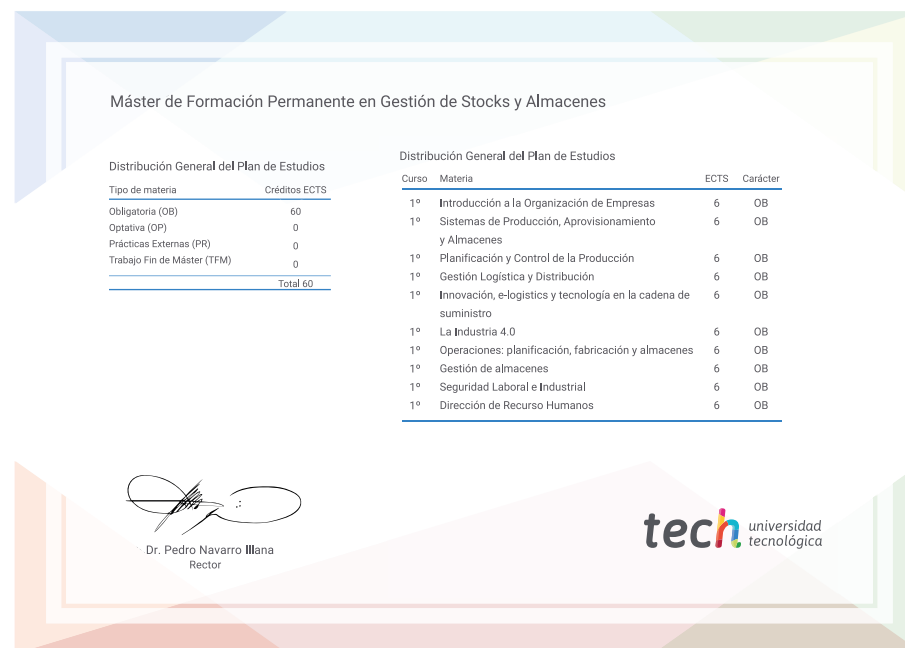 Máster de Formación Permanente en Gestión de Stocks y Almacenes
Distribución General del Plan de Estudios
Tipo de materia Créditos ECTS
Obligatoria (OB) 60
Optativa (OP) 0
Prácticas Externas (PR) 0
Trabajo Fin de Máster (TFM) 0
Total 60
Distribución General del Plan de Estudios
Curso Materia ECTS Carácter
1º Introducción a la Organización de Empresas 6 OB
1º Sistemas de Producción, Aprovisionamiento 6 OB
y Almacenes
1º Planificación y Control de la Producción 6 OB
1º Gestión Logística y Distribución 6 OB
1º Innovación, e-logistics y tecnología en la cadena de 6 OB
suministro
1º La Industria 4.0 6 OB
1º Operaciones: planificación, fabricación y almacenes 6 OB
1º Gestión de almacenes 6 OB
1º Seguridad Laboral e Industrial 6 OB
1º Dirección de Recurso Humanos 6 OB
Dr. Pedro Navarro Illana
Rector
tech universidad
tecnológica